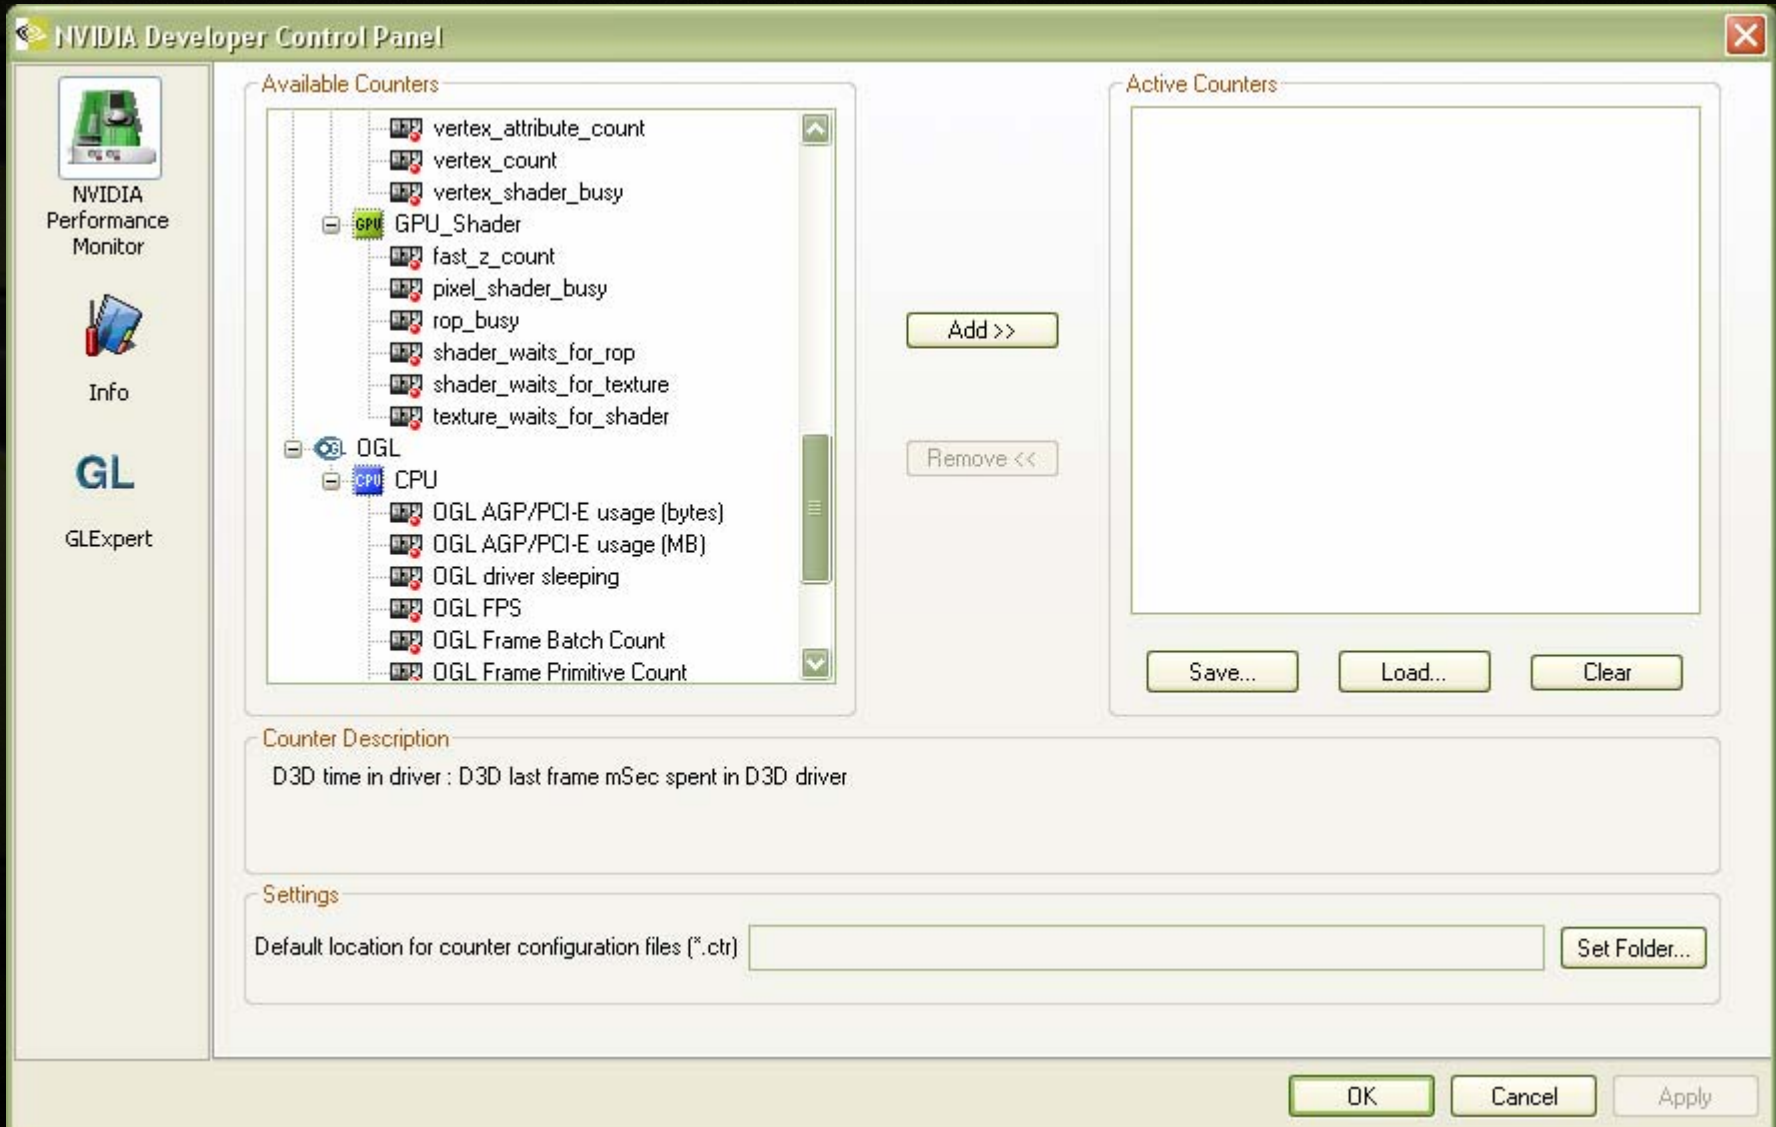 NVIDIA Developer Control Panel
NVIDIA
Performance
Monitor
Info
GL
GLExpert
Available Counters
vertex_attribute_count
vertex_count
vertex_shader_busy
GPU GPU_Shader
fast_z_count
pixel_shader_busy
rop_busy
shader_waits_for_rop
shader_waits_for_texture
texture_waits_for_shader
OGL OGL
CPU CPU
OGL AGP/PCI-E usage (bytes)
OGL AGP/PCI-E usage (MB)
OGL driver sleeping
OGL FPS
OGL Frame Batch Count
OGL Frame Primitive Count
Add >>
Remove <<
Active Counters
Save...
Load...
Clear
Counter Description
D3D time in driver : D3D last frame mSec spent in D3D driver
Settings
Default location for counter configuration files (*.ctr)
Set Folder...
OK
Cancel
Apply